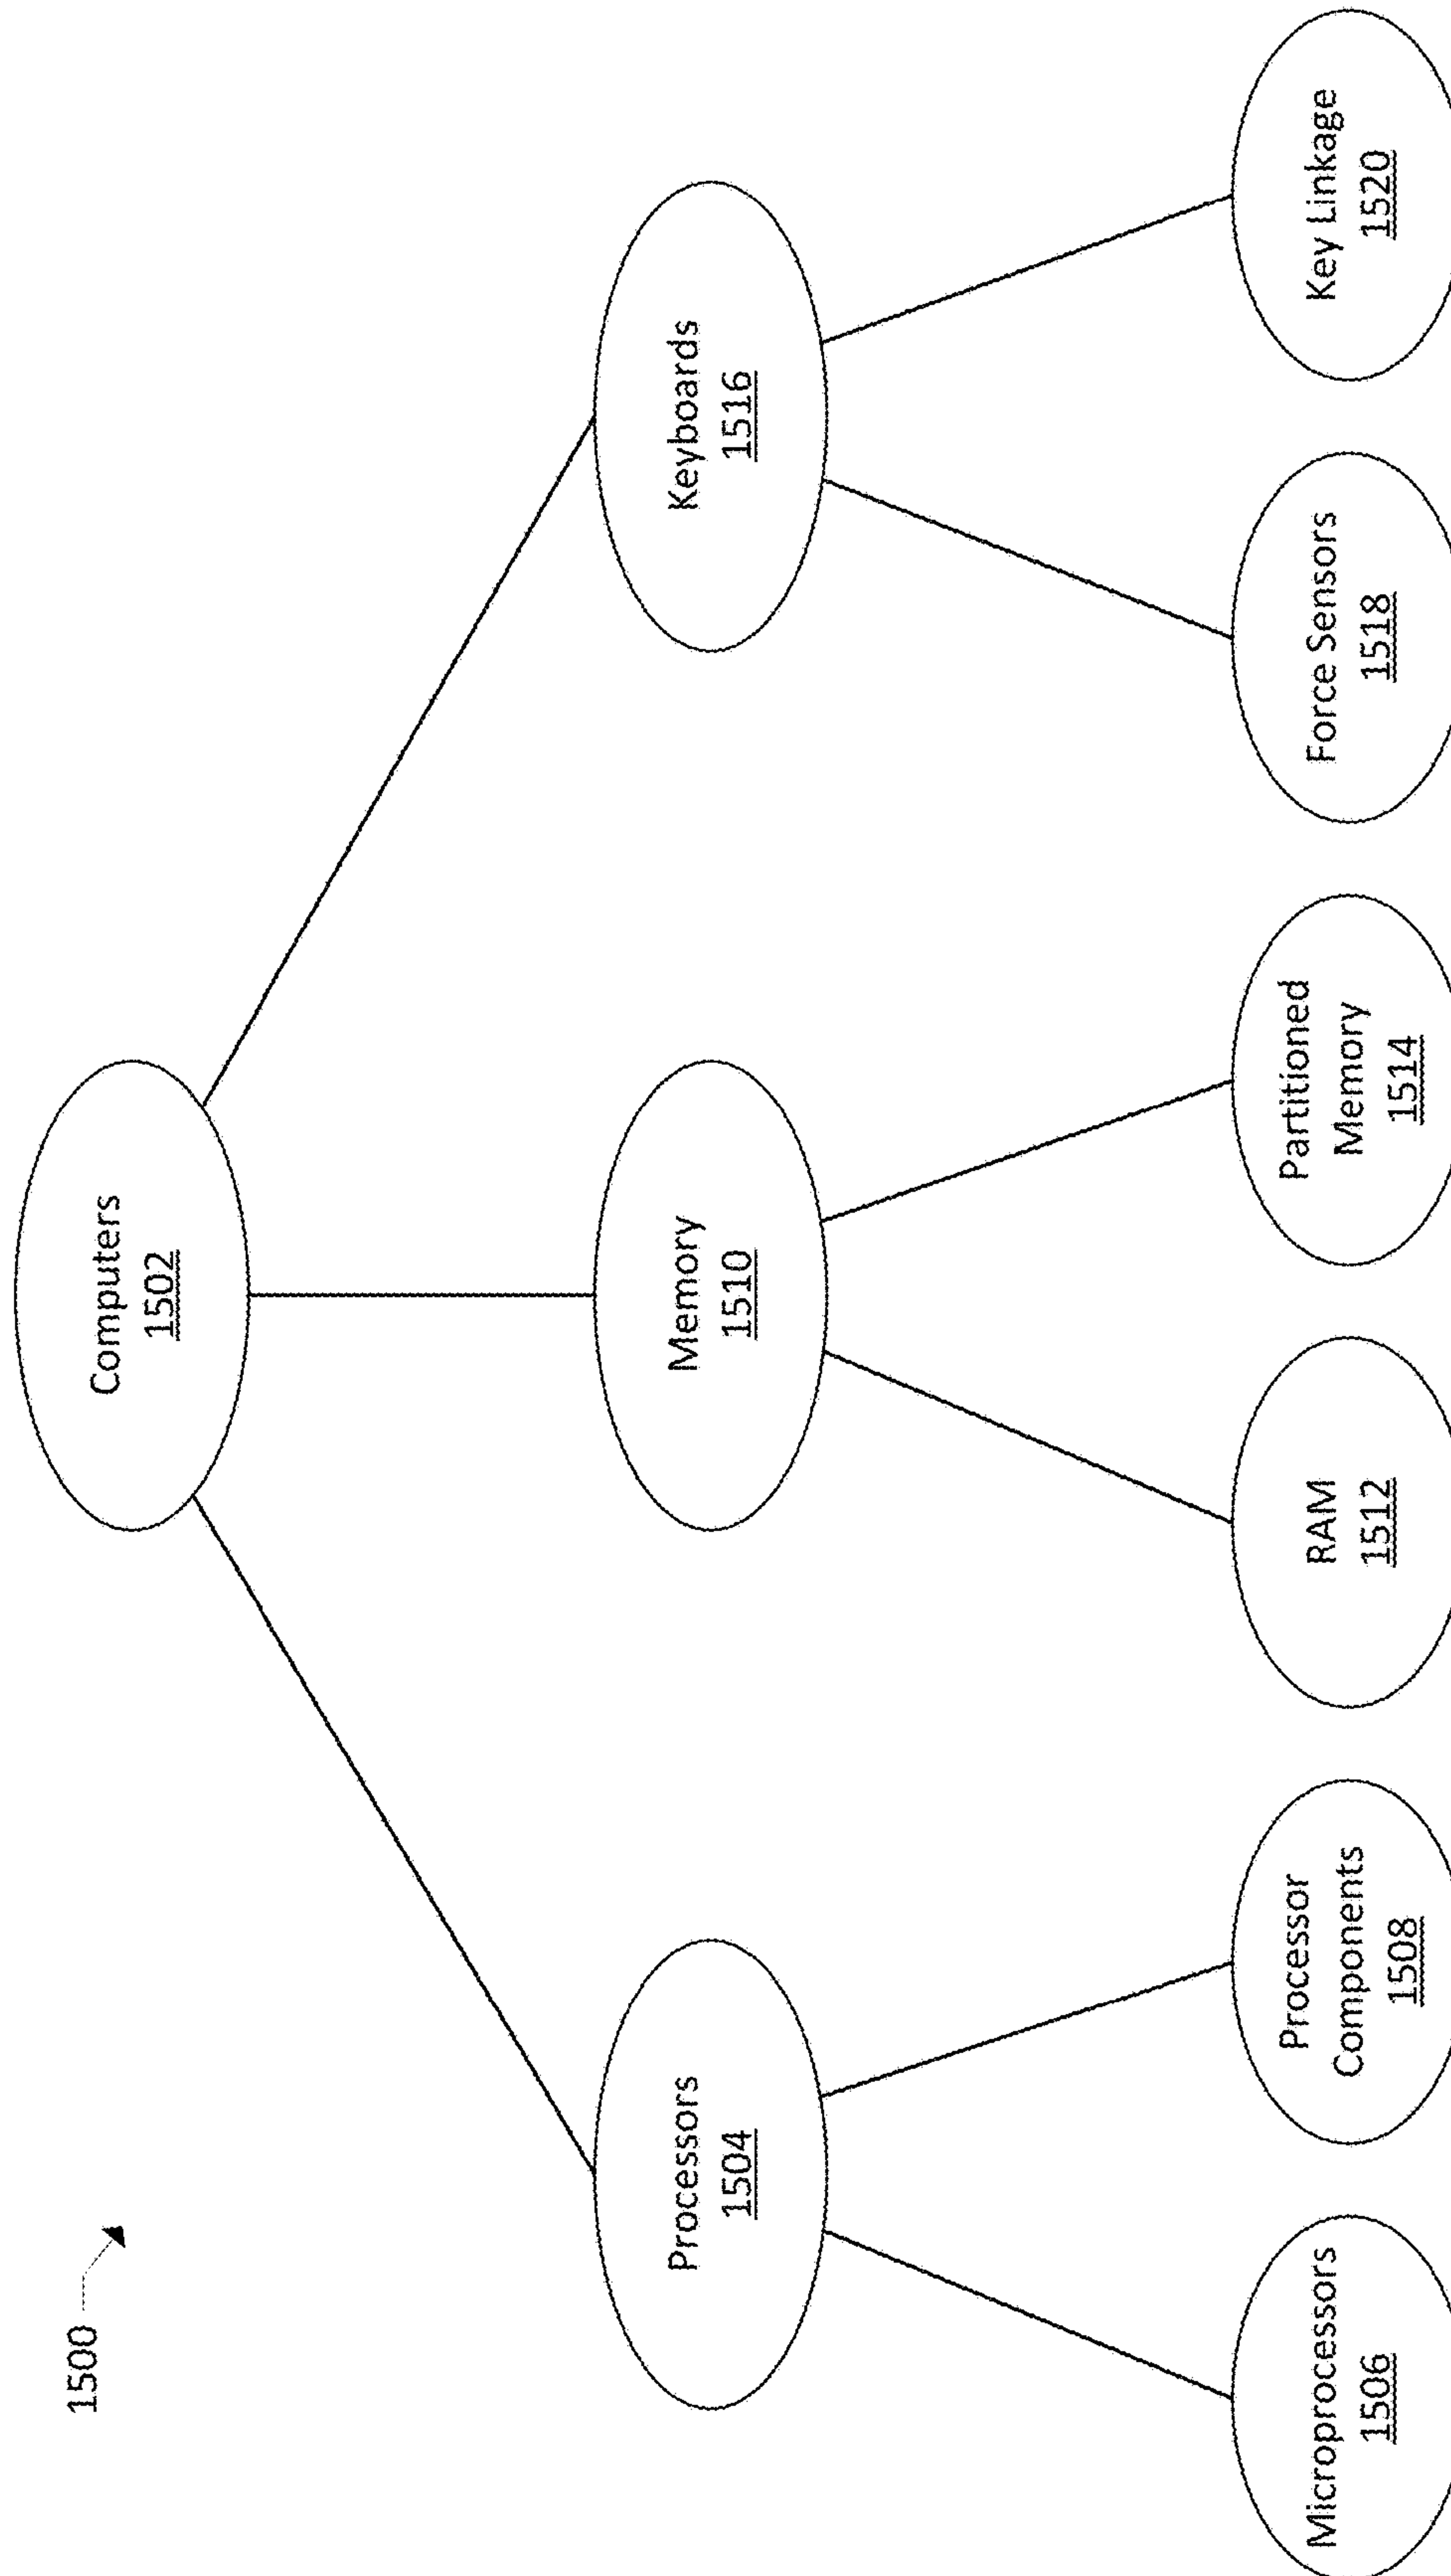 1500
Computers
1502
Processors
1504
Memory
1510
Keyboards
1516
Microprocessors
1506
Processor
Components
1508
RAM
1512
Partitioned
Memory
1514
Force Sensors
1518
Key Linkage
1520